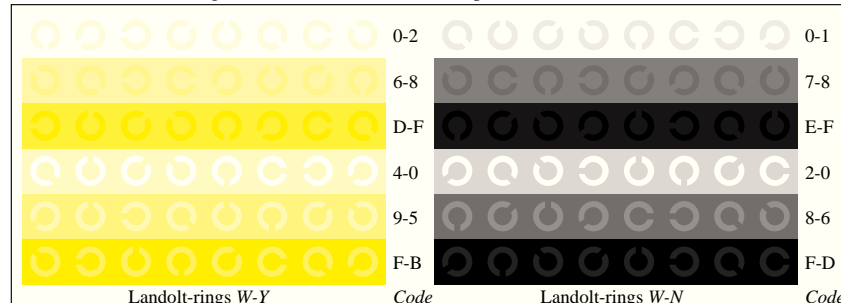 0-2 0-1
6-8 7-8
D-F E-F
4-0 2-0
9-5 8-6
F-B F-D
Landolt-rings W-Y Code Landolt-rings W-N Code